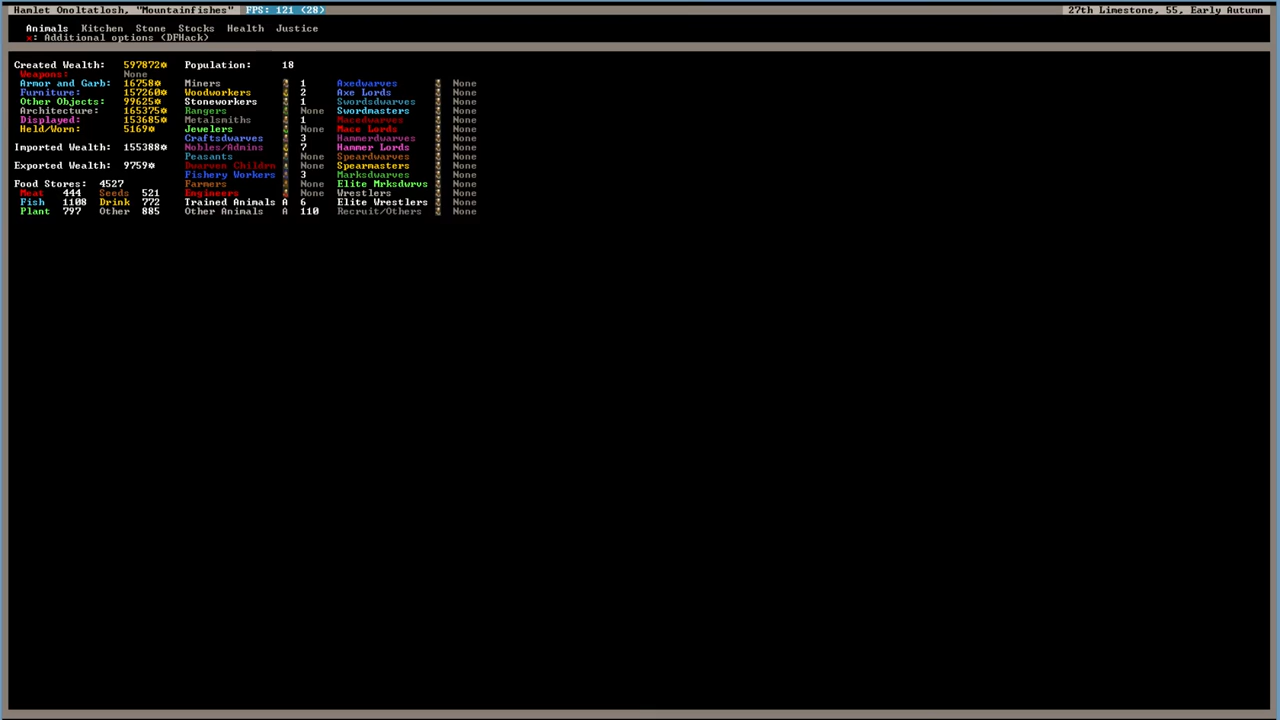 Hamlet Onoltatlosh, "Mountainfishes" FPS: 121 (28) 27th Limestone, 55, Early Autumn
Animals Kitchen Stone Stocks Health Justice
*: Additional options (DFHack)
Created Wealth: 597872☼ Population: 18
Weapons: None
Armor and Garb: 16758☼ Miners 1 Axedwarves None
Furniture: 157260☼ Woodworkers 2 Axe Lords None
Other Objects: 99625☼ Stoneworkers 1 Swordsdwarves None
Architecture: 165375☼ Rangers None Swordmasters None
Displayed: 153685☼ Metalsmiths 1 Macedwarves None
Held/Worn: 5169☼ Jewelers None Mace Lords None
Craftsdwarves 3 Hammerdwarves None
Imported Wealth: 155388☼ Nobles/Admins 7 Hammer Lords None
Peasants None Speardwarves None
Exported Wealth: 9759☼ Dwarven Childrn None Spearmasters None
Fishery Workers 3 Marksdwarves None
Food Stores: 4527 Farmers None Elite Mrksdwrvs None
Meat 444 Seeds 521 Engineers None Wrestlers None
Fish 1108 Drink 772 Trained Animals A 6 Elite Wrestlers None
Plant 797 Other 885 Other Animals A 110 Recruit/Others None